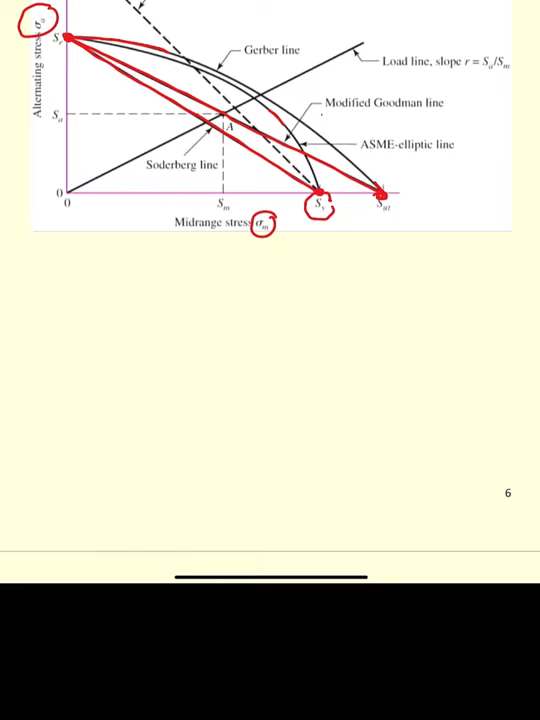 Alternating stress σa
Se
Gerber line
Load line, slope r = Sa/Sm
Modified Goodman line
Sa
A
ASME-elliptic line
Soderberg line
0
0
Sm
Sy
Sut
Midrange stress σm
6